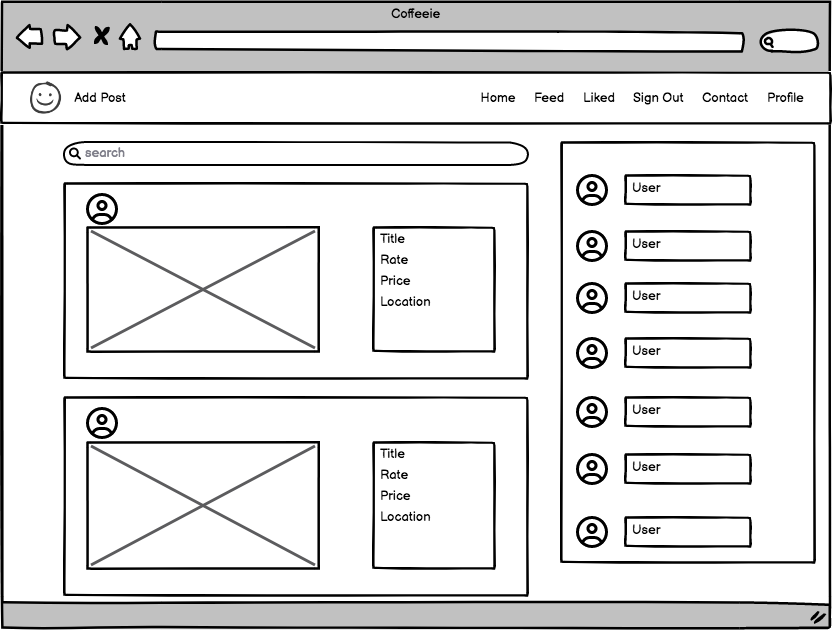 Coffeeie
Add Post Home Feed Liked Sign Out Contact Profile
search
Title
Rate
Price
Location
Title
Rate
Price
Location
User
User
User
User
User
User
User